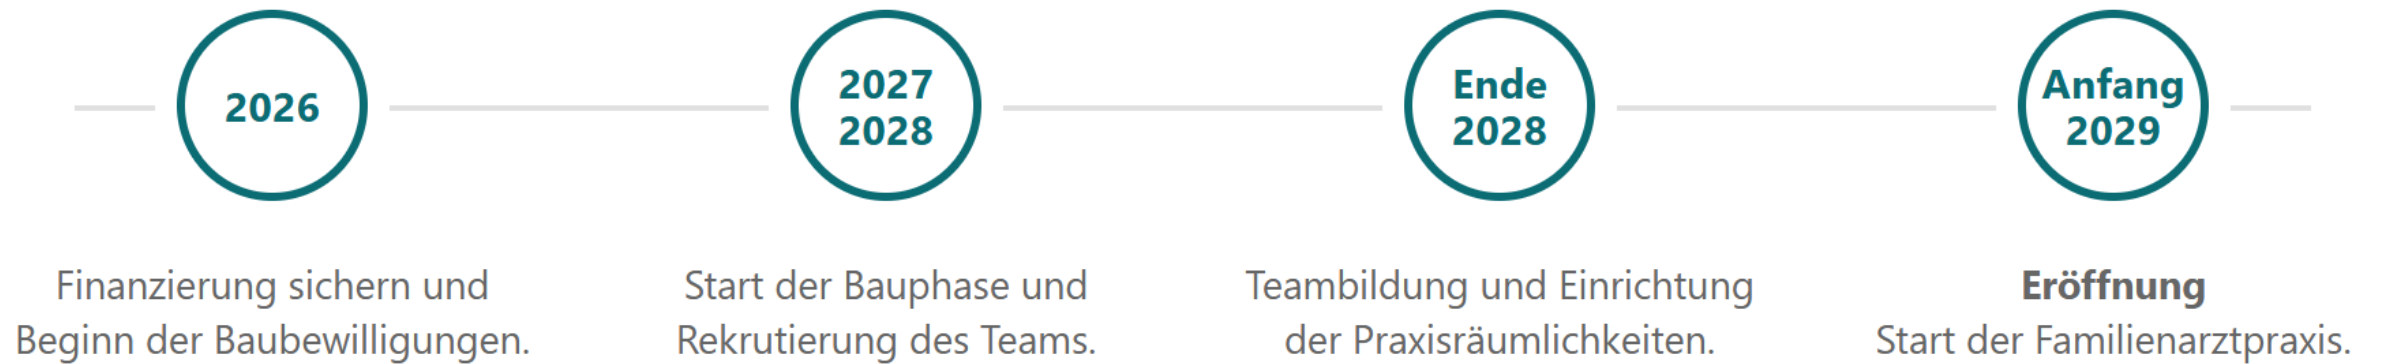 2026
2027
2028
Ende
2028
Anfang
2029
Finanzierung sichern und
Beginn der Baubewilligungen.
Start der Bauphase und
Rekrutierung des Teams.
Teambildung und Einrichtung
der Praxisräumlichkeiten.
Eröffnung
Start der Familienarztpraxis.